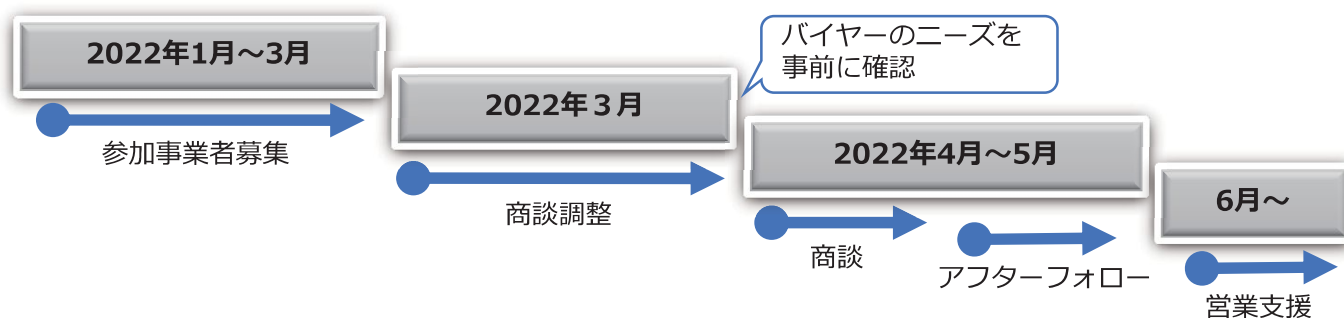 2022年1月～3月
参加事業者募集
2022年３月
商談調整
バイヤーのニーズを
事前に確認
2022年4月～5月
商談
アフターフォロー
6月～
営業支援